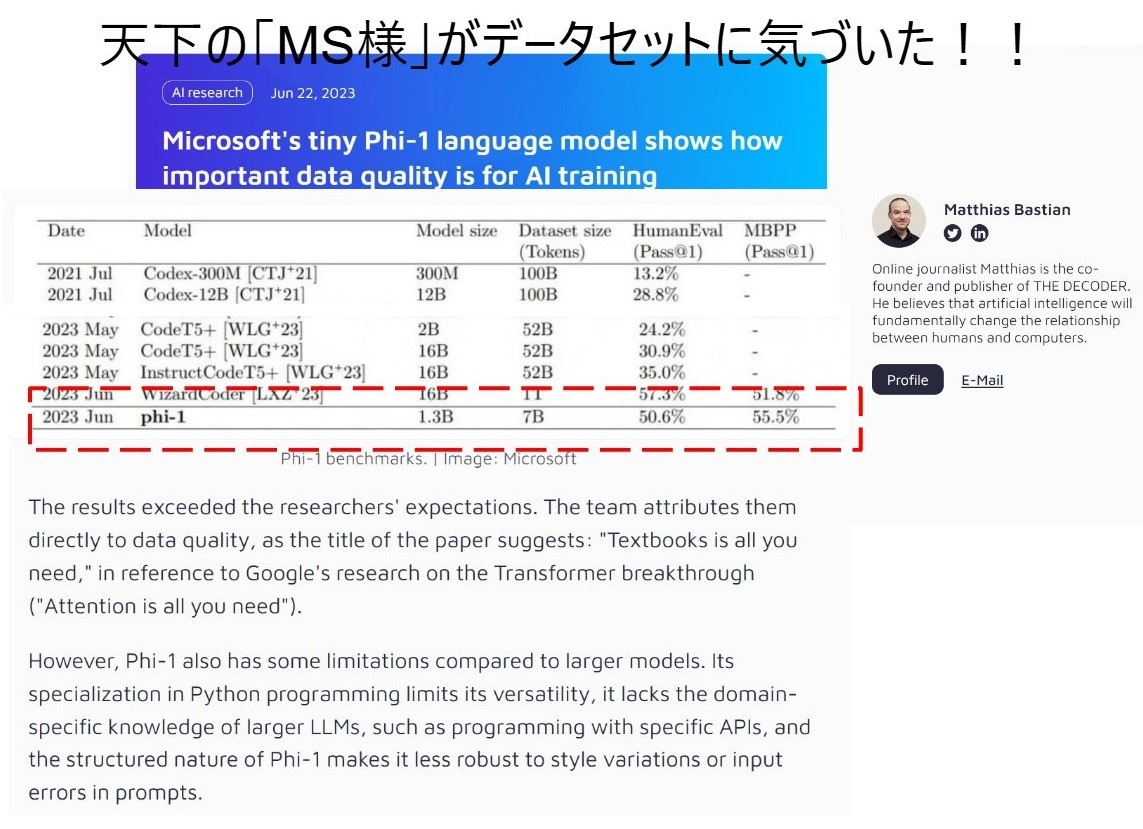 天下の「MS様」がデータセットに気づいた！！
AI research Jun 22, 2023
Microsoft's tiny Phi-1 language model shows how
important data quality is for AI training
Date Model Model size Dataset size HumanEval MBPP
(Tokens) (Pass@1) (Pass@1)
2021 Jul Codex-300M [CTJ+21] 300M 100B 13.2% -
2021 Jul Codex-12B [CTJ+21] 12B 100B 28.8% -
2023 May CodeT5+ [WLG+23] 2B 52B 24.2% -
2023 May CodeT5+ [WLG+23] 16B 52B 30.9% -
2023 May InstructCodeT5+ [WLG+23] 16B 52B 35.0% -
2023 Jun WizardCoder [LXZ+23] 16B 1T 57.3% 51.8%
2023 Jun phi-1 1.3B 7B 50.6% 55.5%
Phi-1 benchmarks. | Image: Microsoft
The results exceeded the researchers' expectations. The team attributes them
directly to data quality, as the title of the paper suggests: "Textbooks is all you
need," in reference to Google's research on the Transformer breakthrough
("Attention is all you need").
However, Phi-1 also has some limitations compared to larger models. Its
specialization in Python programming limits its versatility, it lacks the domain-
specific knowledge of larger LLMs, such as programming with specific APIs, and
the structured nature of Phi-1 makes it less robust to style variations or input
errors in prompts.
Matthias Bastian
Online journalist Matthias is the co-
founder and publisher of THE DECODER.
He believes that artificial intelligence will
fundamentally change the relationship
between humans and computers.
Profile E-Mail